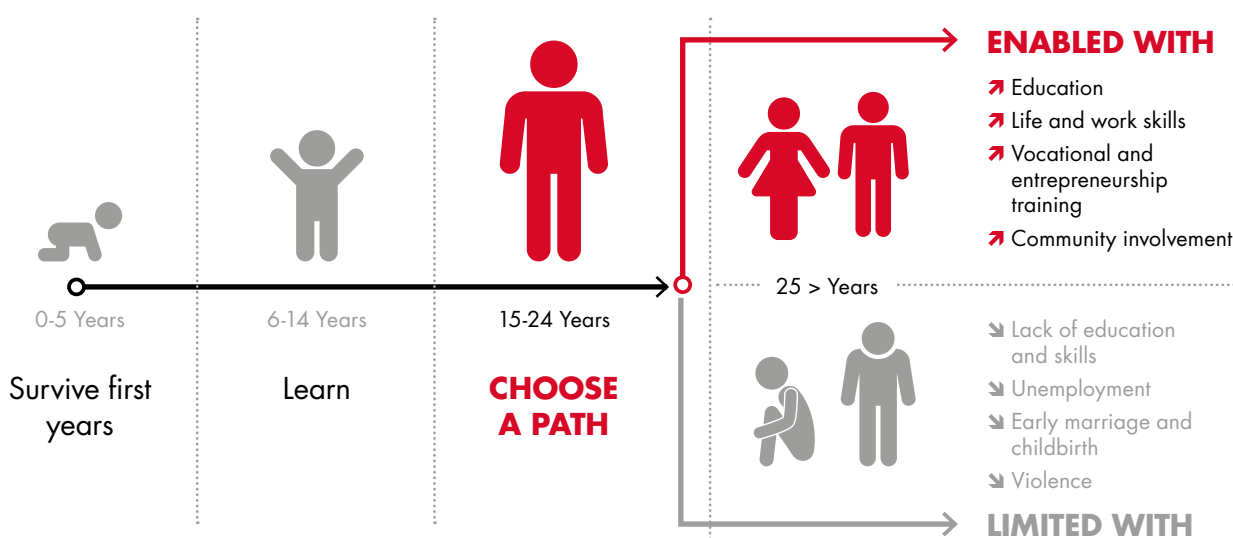 0-5 Years
Survive first
years
6-14 Years
Learn
15-24 Years
CHOOSE
A PATH
25 > Years
ENABLED WITH
Education
Life and work skills
Vocational and
entrepreneurship
training
Community involvement
Lack of education
and skills
Unemployment
Early marriage and
childbirth
Violence
LIMITED WITH